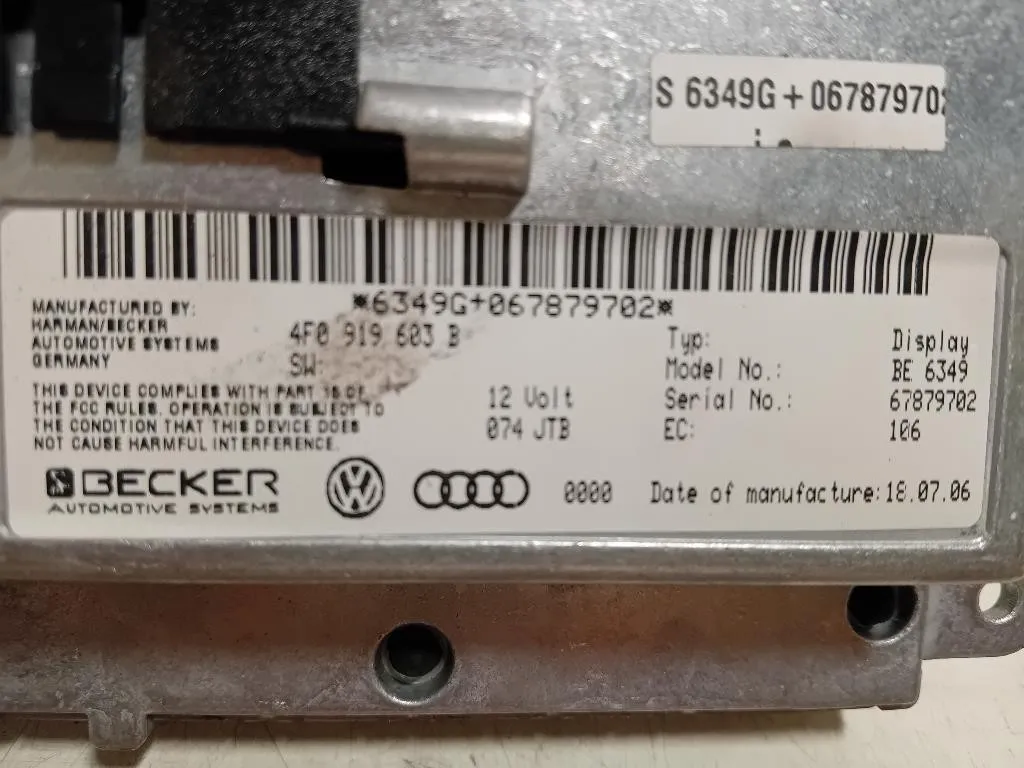 S 6349G+06787970
*6349G+067879702*
MANUFACTURED BY:
HARMAN/BECKER
AUTOMOTIVE SYSTEMS
GERMANY
4F0 919 603 B
SW:
THIS DEVICE COMPLIES WITH PART 15 OF
THE FCC RULES. OPERATION IS SUBJECT TO
THE CONDITION THAT THIS DEVICE DOES
NOT CAUSE HARMFUL INTERFERENCE.
12 Volt
074 JTB
Typ: Display
Model No.: BE 6349
Serial No.: 67879702
EC: 106
BECKER
AUTOMOTIVE SYSTEMS
0000
Date of manufacture: 18.07.06